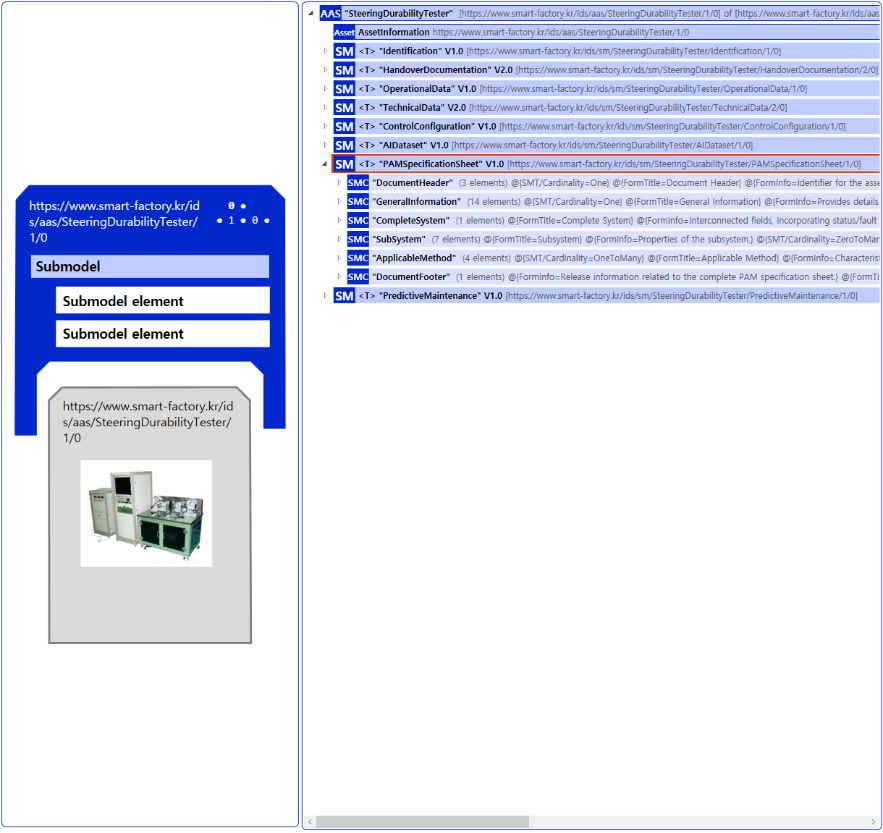 https://www.smart-factory.kr/id
s/aas/SteeringDurabilityTester/
1/0
0 ●
● 1 ● 0 ●
Submodel
Submodel element
Submodel element
https://www.smart-factory.kr/id
s/aas/SteeringDurabilityTester/
1/0
AAS "SteeringDurabilityTester" [https://www.smart-factory.kr/ids/aas/SteeringDurabilityTester/1/0] of [https://www.smart-factory.kr/ids/aas
Asset AssetInformation https://www.smart-factory.kr/ids/aas/SteeringDurabilityTester/1/0
SM <T> "Identification" V1.0 [https://www.smart-factory.kr/ids/sm/SteeringDurabilityTester/Identification/1/0]
SM <T> "HandoverDocumentation" V2.0 [https://www.smart-factory.kr/ids/sm/SteeringDurabilityTester/HandoverDocumentation/2/0]
SM <T> "OperationalData" V1.0 [https://www.smart-factory.kr/ids/sm/SteeringDurabilityTester/OperationalData/1/0]
SM <T> "TechnicalData" V2.0 [https://www.smart-factory.kr/ids/sm/SteeringDurabilityTester/TechnicalData/2/0]
SM <T> "ControlConfiguration" V1.0 [https://www.smart-factory.kr/ids/sm/SteeringDurabilityTester/ControlConfiguration/1/0]
SM <T> "AIDataset" V1.0 [https://www.smart-factory.kr/ids/sm/SteeringDurabilityTester/AIDataset/1/0]
SM <T> "PAMSpecificationSheet" V1.0 [https://www.smart-factory.kr/ids/sm/SteeringDurabilityTester/PAMSpecificationSheet/1/0]
SMC "DocumentHeader" (3 elements) @{SMT/Cardinality=One} @{FormTitle=Document Header} @{FormInfo=Identifier for the asse
SMC "GeneralInformation" (14 elements) @{SMT/Cardinality=One} @{FormTitle=General Information} @{FormInfo=Provides details
SMC "CompleteSystem" (1 elements) @{FormTitle=Complete System} @{FormInfo=Interconnected fields, incorporating status/fault
SMC "SubSystem" (7 elements) @{FormTitle=Subsystem} @{FormInfo=Properties of the subsystem.} @{SMT/Cardinality=ZeroToMan
SMC "ApplicableMethod" (4 elements) @{SMT/Cardinality=OneToMany} @{FormTitle=Applicable Method} @{FormInfo=Characterist
SMC "DocumentFooter" (1 elements) @{FormInfo=Release information related to the complete PAM specification sheet.} @{FormTi
SM <T> "PredictiveMaintenance" V1.0 [https://www.smart-factory.kr/ids/sm/SteeringDurabilityTester/PredictiveMaintenance/1/0]